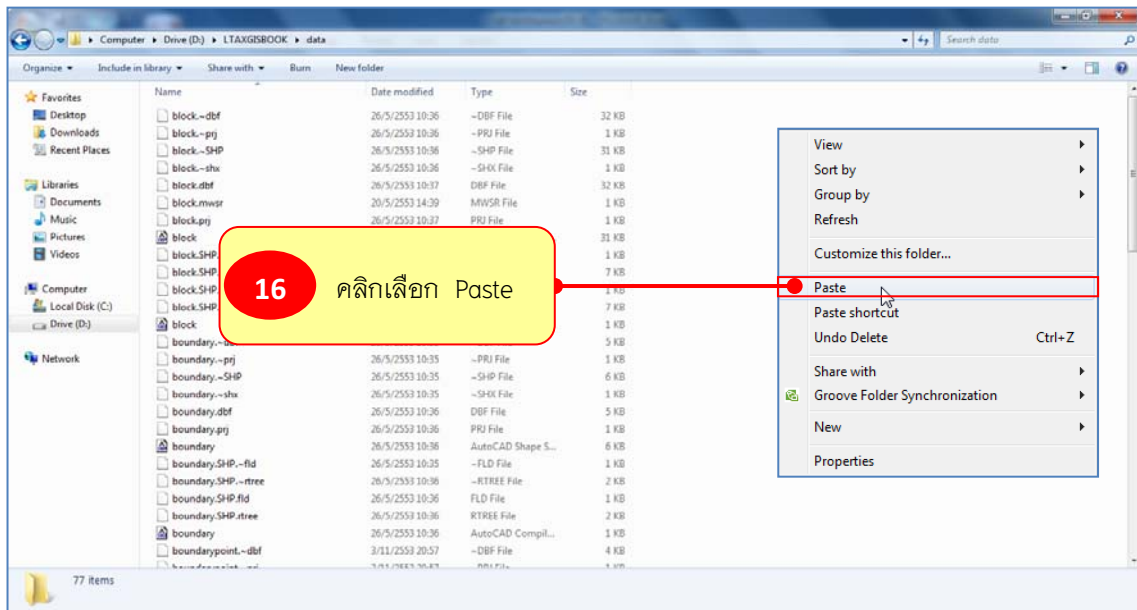 Computer ▸ Drive (D:) ▸ LTAXGISBOOK ▸ data
Search data
Organize Include in library Share with Burn New folder
Favorites
Desktop
Downloads
Recent Places
Libraries
Documents
Music
Pictures
Videos
Computer
Local Disk (C:)
Drive (D:)
Network
Name Date modified Type Size
block.~dbf 26/5/2553 10:36 ~DBF File 32 KB
block.~prj 26/5/2553 10:36 ~PRJ File 1 KB
block.~SHP 26/5/2553 10:36 ~SHP File 31 KB
block.~shx 26/5/2553 10:36 ~SHX File 1 KB
block.dbf 26/5/2553 10:37 DBF File 32 KB
block.mwsr 20/5/2553 14:39 MWSR File 1 KB
block.prj 26/5/2553 10:37 PRJ File 1 KB
block 31 KB
block.SHP. 1 KB
block.SHP. 7 KB
block.SHP. 1 KB
block.SHP. 7 KB
block 1 KB
boundary.~ 5 KB
boundary.~prj 26/5/2553 10:35 ~PRJ File 1 KB
boundary.~SHP 26/5/2553 10:35 ~SHP File 6 KB
boundary.~shx 26/5/2553 10:35 ~SHX File 1 KB
boundary.dbf 26/5/2553 10:36 DBF File 5 KB
boundary.prj 26/5/2553 10:36 PRJ File 1 KB
boundary 26/5/2553 10:36 AutoCAD Shape S... 6 KB
boundary.SHP.~fld 26/5/2553 10:35 ~FLD File 1 KB
boundary.SHP.~rtree 26/5/2553 10:36 ~RTREE File 2 KB
boundary.SHP.fld 26/5/2553 10:36 FLD File 1 KB
boundary.SHP.rtree 26/5/2553 10:36 RTREE File 2 KB
boundary 26/5/2553 10:36 AutoCAD Compil... 1 KB
boundarypoint.~dbf 3/11/2553 20:57 ~DBF File 4 KB
16 คลิกเลือก Paste
View
Sort by
Group by
Refresh
Customize this folder...
Paste
Paste shortcut
Undo Delete Ctrl+Z
Share with
Groove Folder Synchronization
New
Properties
77 items